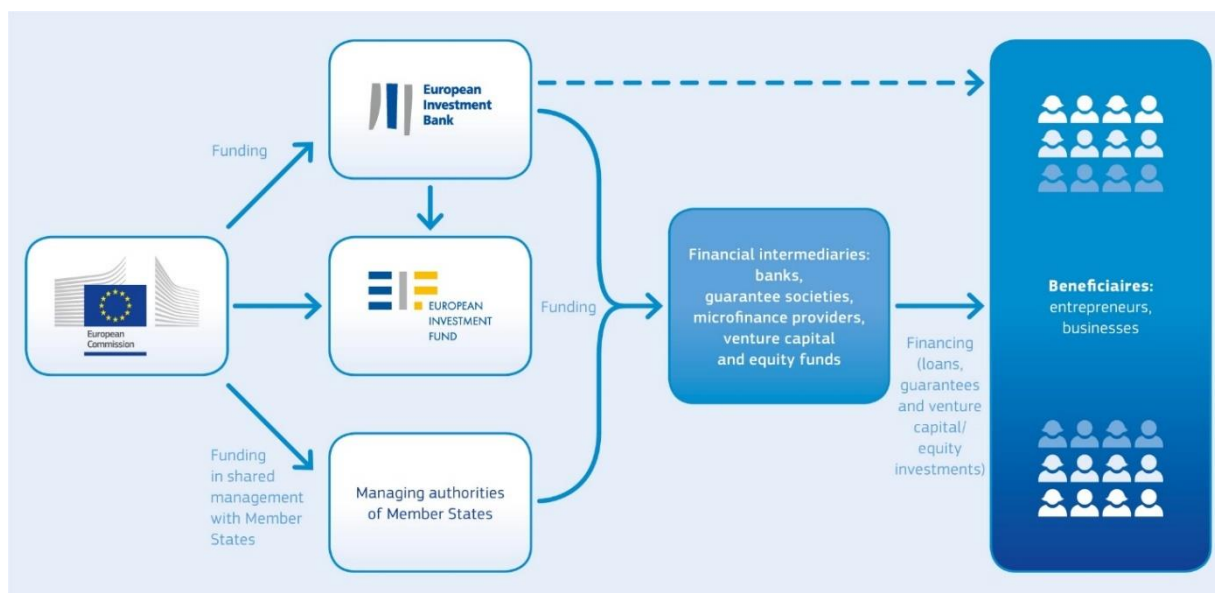 European
Investment
Bank
Funding
European
Commission
EIF
EUROPEAN
INVESTMENT
FUND
Funding
Financial intermediaries:
banks,
guarantee societies,
microfinance providers,
venture capital
and equity funds
Financing
(loans,
guarantees
and venture
capital/
equity
investments)
Beneficiaires:
entrepreneurs,
businesses
Funding
in shared
management
with Member
States
Managing authorities
of Member States